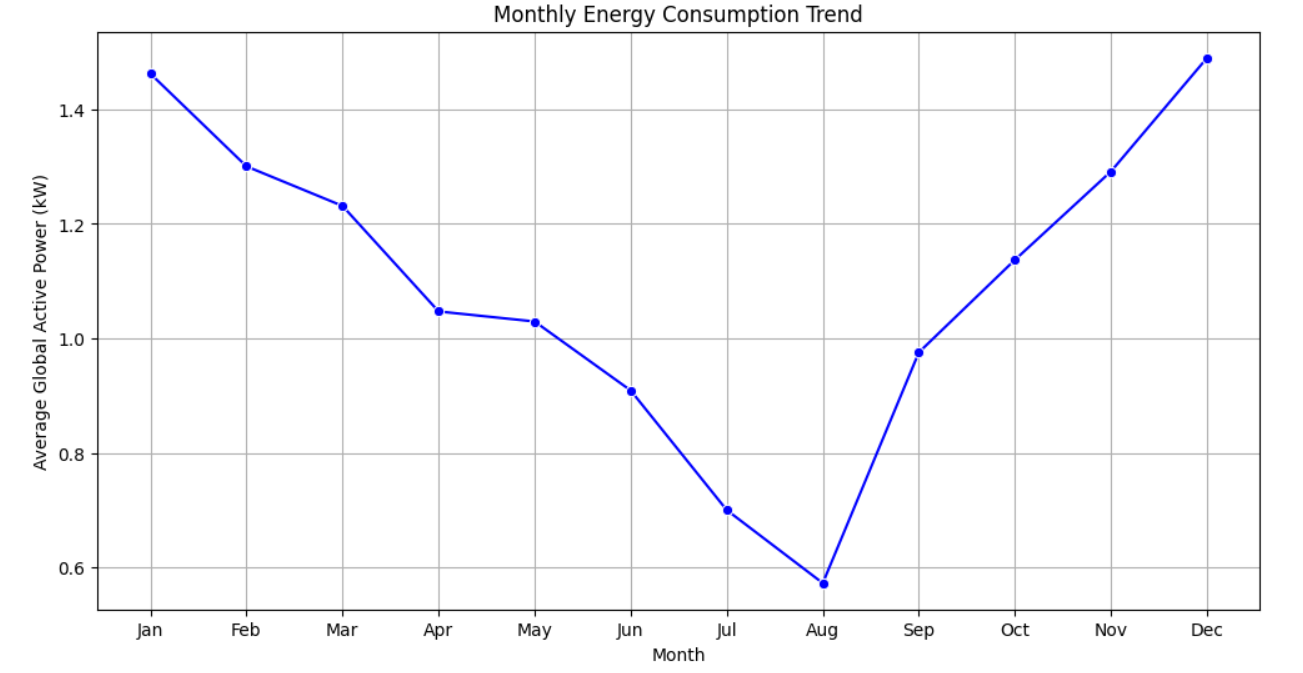 Monthly Energy Consumption Trend
Average Global Active Power (kW)
1.4
1.2
1.0
0.8
0.6
Jan Feb Mar Apr May Jun Jul Aug Sep Oct Nov Dec
Month